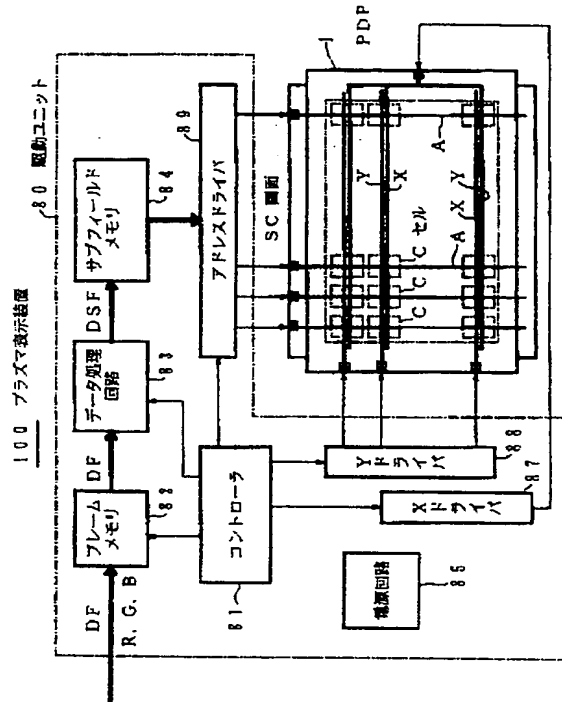 100 プラズマ表示装置
80 駆動ユニット
DF
R, G, B
フレーム
メモリ
82
DF
データ処理
回路
83
DSF
サブフィールド
メモリ
84
コントローラ
81
アドレスドライバ
89
SC 画面
Yドライバ
88
Xドライバ
87
電源回路
85
C
C
C セル
A
A
Y
X
X
Y
1
PDP